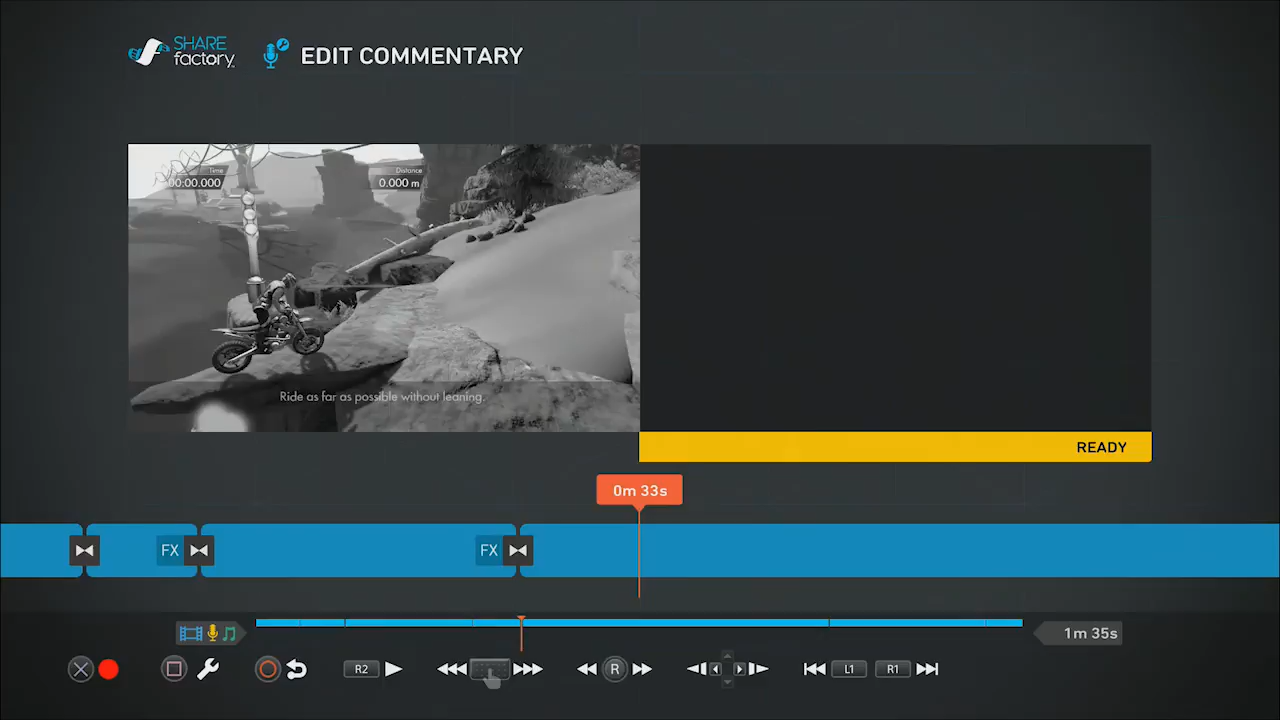 SHARE
factory™
EDIT COMMENTARY
Time
00:00.000
Distance
0.000 m
Ride as far as possible without leaning.
READY
0m 33s
FX
FX
1m 35s
R2
R
L1
R1